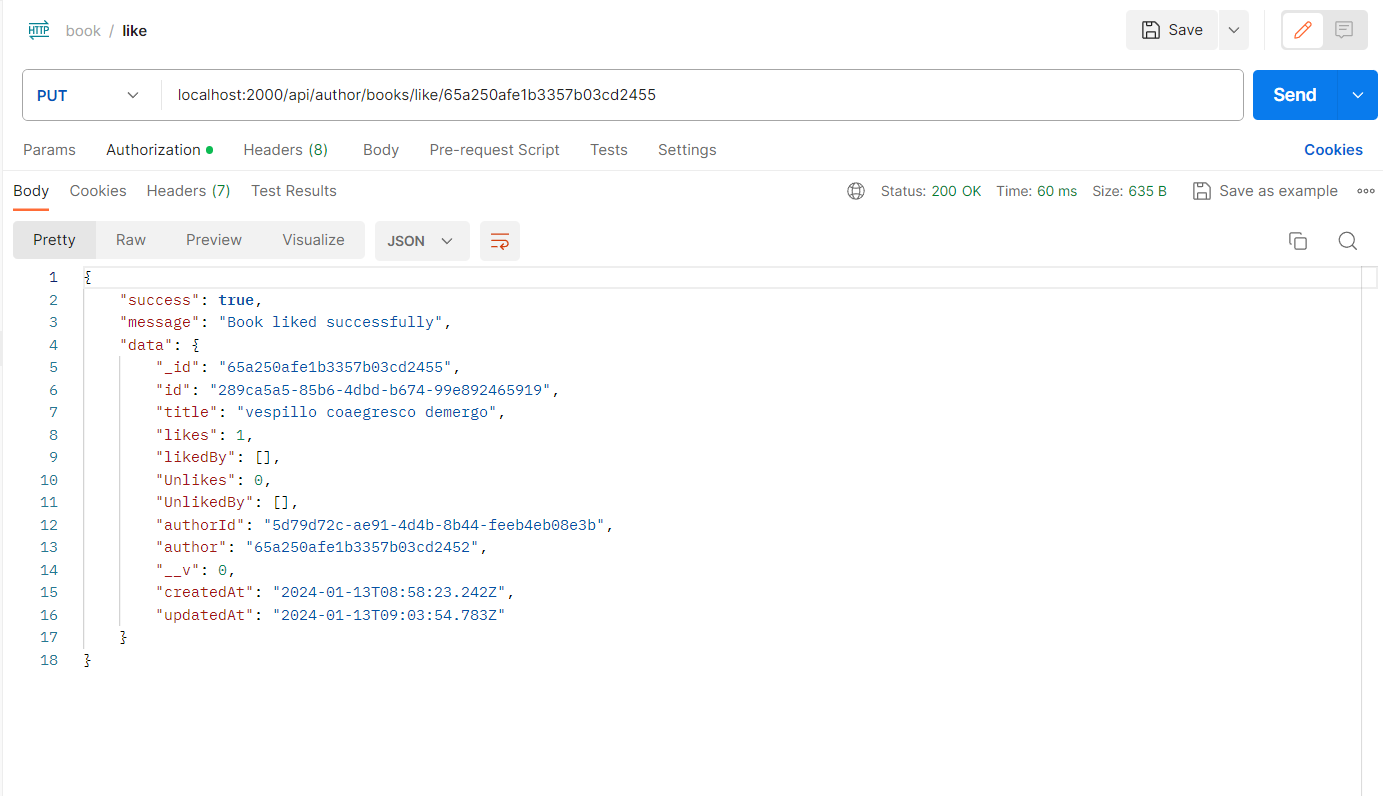 HTTP book / like Save
PUT localhost:2000/api/author/books/like/65a250afe1b3357b03cd2455 Send
Params Authorization Headers (8) Body Pre-request Script Tests Settings Cookies
Body Cookies Headers (7) Test Results Status: 200 OK Time: 60 ms Size: 635 B Save as example
Pretty Raw Preview Visualize JSON
1 {
2 "success": true,
3 "message": "Book liked successfully",
4 "data": {
5 "_id": "65a250afe1b3357b03cd2455",
6 "id": "289ca5a5-85b6-4dbd-b674-99e892465919",
7 "title": "vespillo coaegresco demergo",
8 "likes": 1,
9 "likedBy": [],
10 "Unlikes": 0,
11 "UnlikedBy": [],
12 "authorId": "5d79d72c-ae91-4d4b-8b44-feeb4eb08e3b",
13 "author": "65a250afe1b3357b03cd2452",
14 "__v": 0,
15 "createdAt": "2024-01-13T08:58:23.242Z",
16 "updatedAt": "2024-01-13T09:03:54.783Z"
17 }
18 }